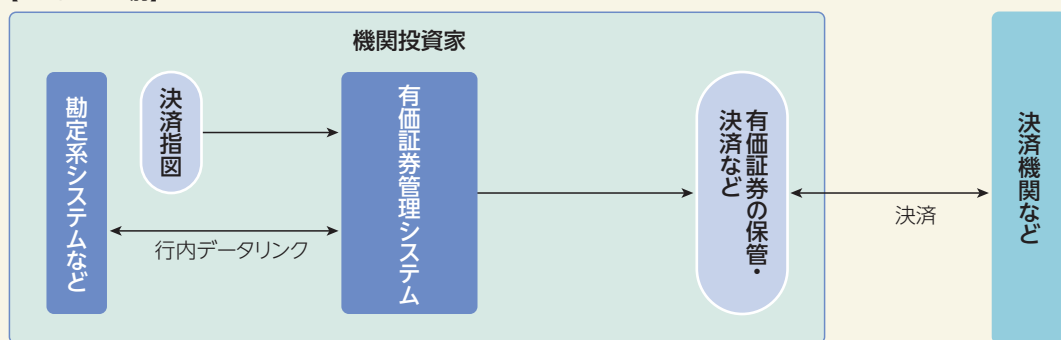 機関投資家
勘定系システムなど
決済指図
行内データリンク
有価証券管理システム
有価証券の保管・
決済など
決済
決済機関など